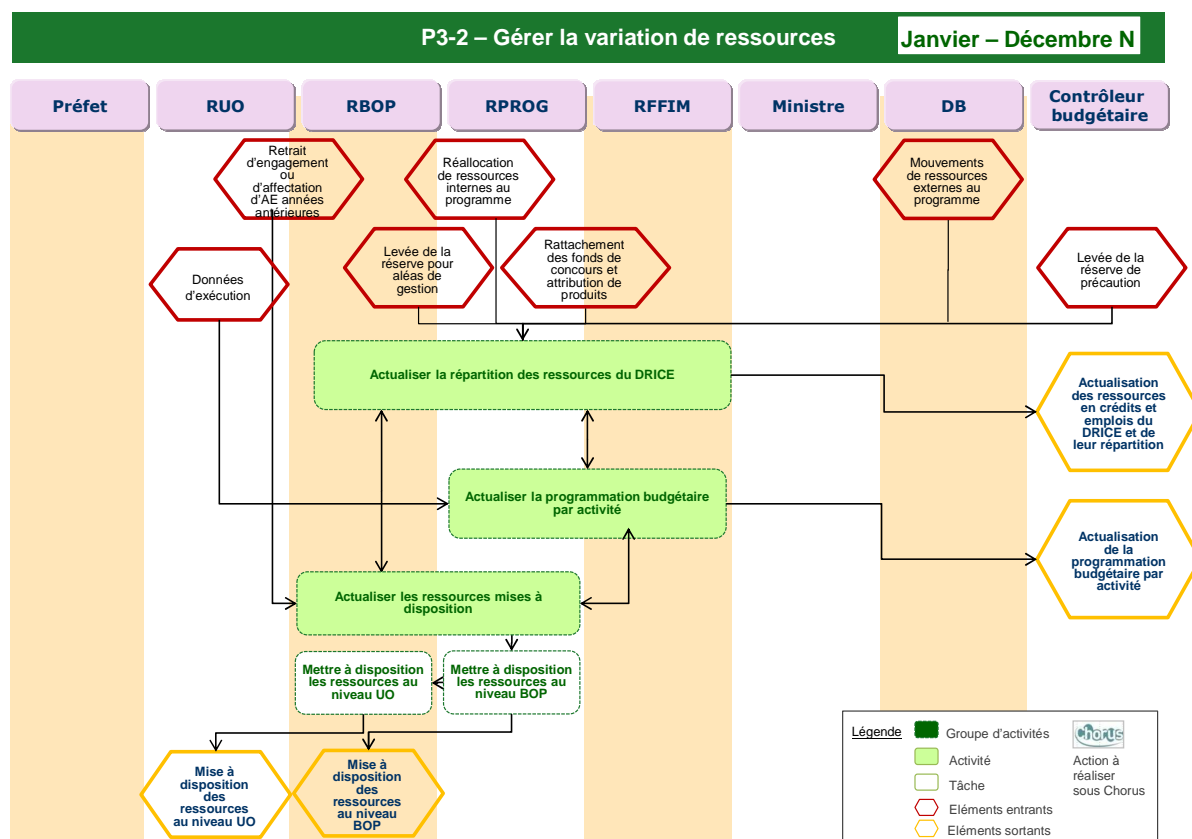 P3-2 – Gérer la variation de ressources
Janvier – Décembre N
Préfet
RUO
RBOP
RPROG
RFFIM
Ministre
DB
Contrôleur
budgétaire
Retrait
d'engagement
ou
d'affectation
d'AE années
antérieures
Réallocation
de ressources
internes au
programme
Mouvements
de ressources
externes au
programme
Données
d'exécution
Levée de la
réserve pour
aléas de
gestion
Rattachement
des fonds de
concours et
attribution de
produits
Levée de la
réserve de
précaution
Actualiser la répartition des ressources du DRICE
Actualisation
des ressources
en crédits et
emplois du
DRICE et de
leur répartition
Actualiser la programmation budgétaire
par activité
Actualisation
de la
programmation
budgétaire par
activité
Actualiser les ressources mises à
disposition
Mettre à disposition
les ressources au
niveau UO
Mettre à disposition
les ressources au
niveau BOP
Mise à
disposition
des
ressources
au niveau UO
Mise à
disposition
des
ressources
au niveau
BOP
Légende
Groupe d'activités
Activité
Tâche
Eléments entrants
Eléments sortants
Chorus
Action à
réaliser
sous Chorus